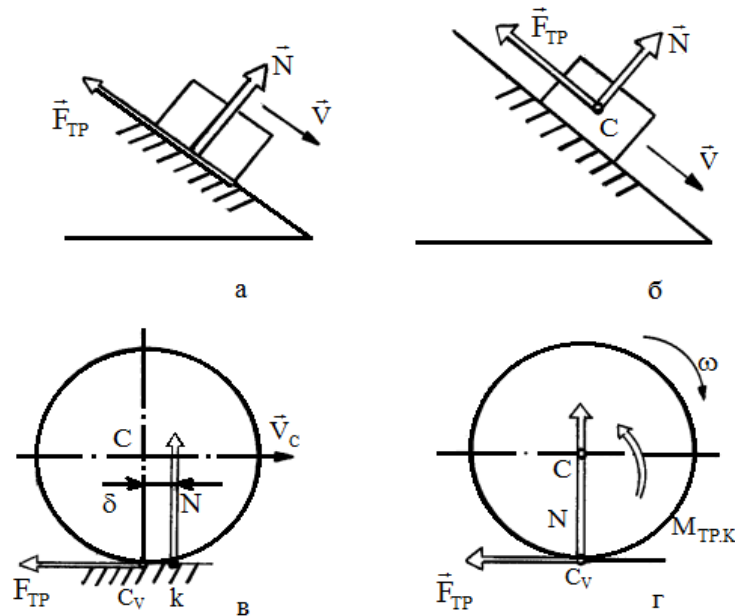 F⃗ТР N⃗ V⃗
а
F⃗ТР N⃗ C V⃗
б
C V⃗C δ N FТР CV k
в
ω C N MТР.К F⃗ТР CV
г